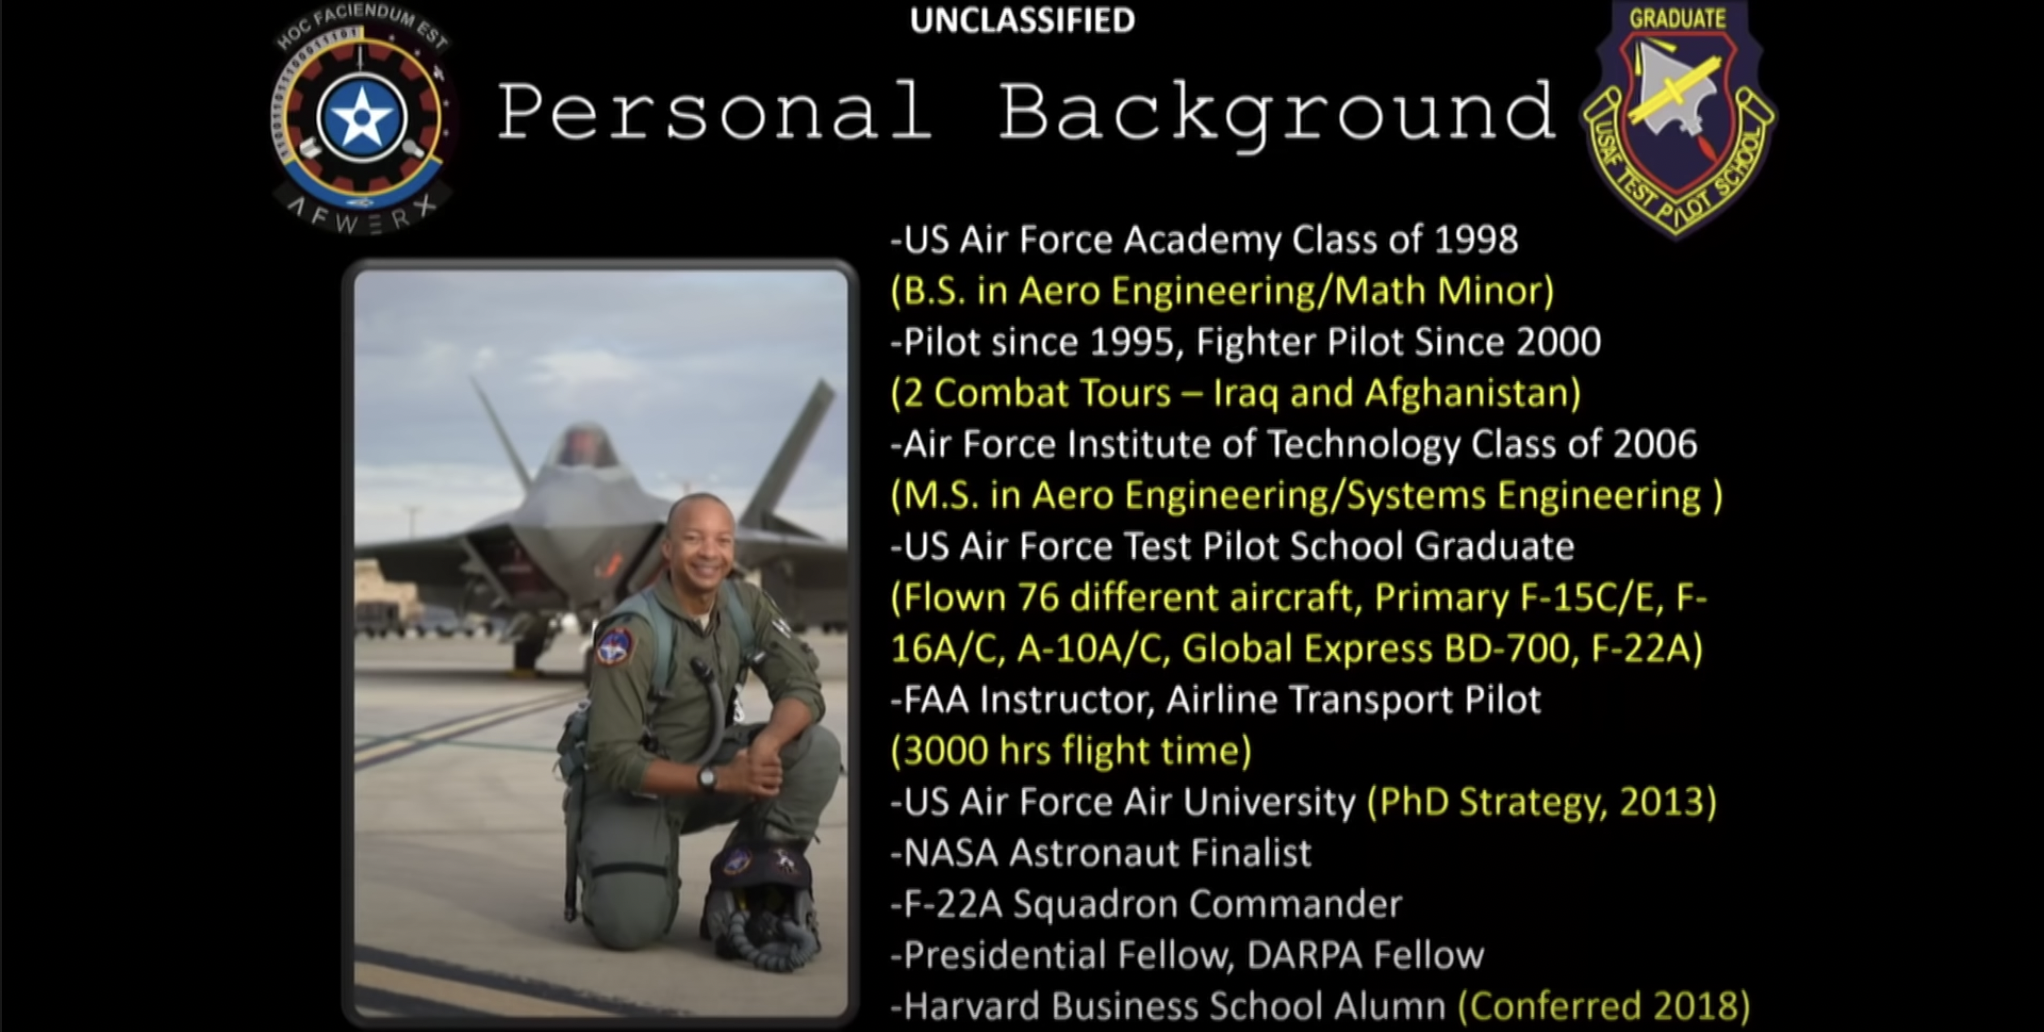 UNCLASSIFIED
HOC FACIENDUM EST
AFWERX
Personal Background
GRADUATE
USAF TEST PILOT SCHOOL
-US Air Force Academy Class of 1998
(B.S. in Aero Engineering/Math Minor)
-Pilot since 1995, Fighter Pilot Since 2000
(2 Combat Tours – Iraq and Afghanistan)
-Air Force Institute of Technology Class of 2006
(M.S. in Aero Engineering/Systems Engineering )
-US Air Force Test Pilot School Graduate
(Flown 76 different aircraft, Primary F-15C/E, F-
16A/C, A-10A/C, Global Express BD-700, F-22A)
-FAA Instructor, Airline Transport Pilot
(3000 hrs flight time)
-US Air Force Air University (PhD Strategy, 2013)
-NASA Astronaut Finalist
-F-22A Squadron Commander
-Presidential Fellow, DARPA Fellow
-Harvard Business School Alumn (Conferred 2018)